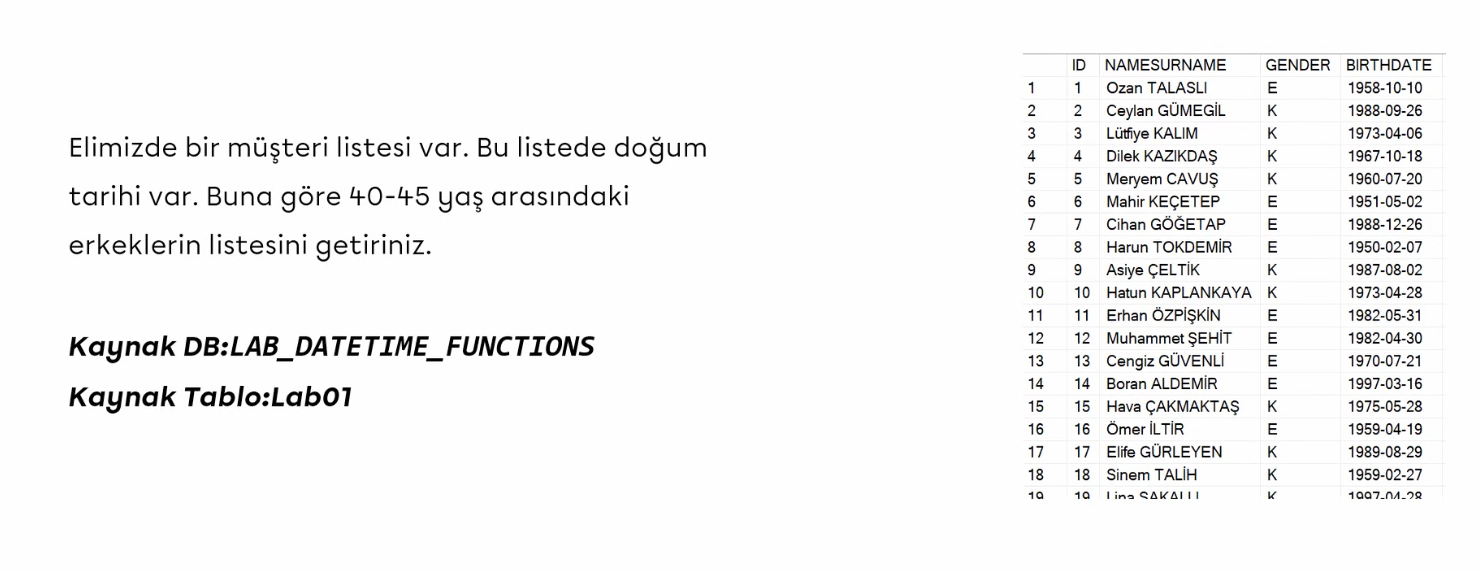 Elimizde bir müşteri listesi var. Bu listede doğum
tarihi var. Buna göre 40-45 yaş arasındaki
erkeklerin listesini getiriniz.
Kaynak DB:LAB_DATETIME_FUNCTIONS
Kaynak Tablo:Lab01
ID NAMESURNAME GENDER BIRTHDATE
1 1 Ozan TALASLI E 1958-10-10
2 2 Ceylan GÜMEGİL K 1988-09-26
3 3 Lütfiye KALIM K 1973-04-06
4 4 Dilek KAZIKDAŞ K 1967-10-18
5 5 Meryem CAVUŞ K 1960-07-20
6 6 Mahir KEÇETEP E 1951-05-02
7 7 Cihan GÖĞETAP E 1988-12-26
8 8 Harun TOKDEMİR E 1950-02-07
9 9 Asiye ÇELTİK K 1987-08-02
10 10 Hatun KAPLANKAYA K 1973-04-28
11 11 Erhan ÖZPİŞKİN E 1982-05-31
12 12 Muhammet ŞEHİT E 1982-04-30
13 13 Cengiz GÜVENLİ E 1970-07-21
14 14 Boran ALDEMİR E 1997-03-16
15 15 Hava ÇAKMAKTAŞ K 1975-05-28
16 16 Ömer İLTİR E 1959-04-19
17 17 Elife GÜRLEYEN K 1989-08-29
18 18 Sinem TALİH K 1959-02-27
19 19 Lina SAKALLI K 1997-04-28